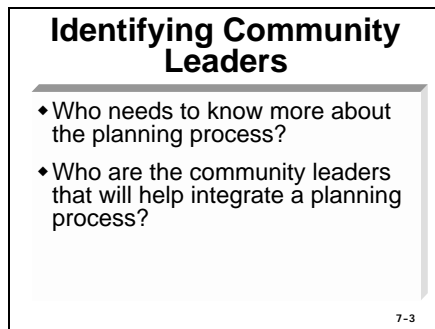 Identifying Community
Leaders
◆Who needs to know more about
the planning process?
◆Who are the community leaders
that will help integrate a planning
process?
7-3